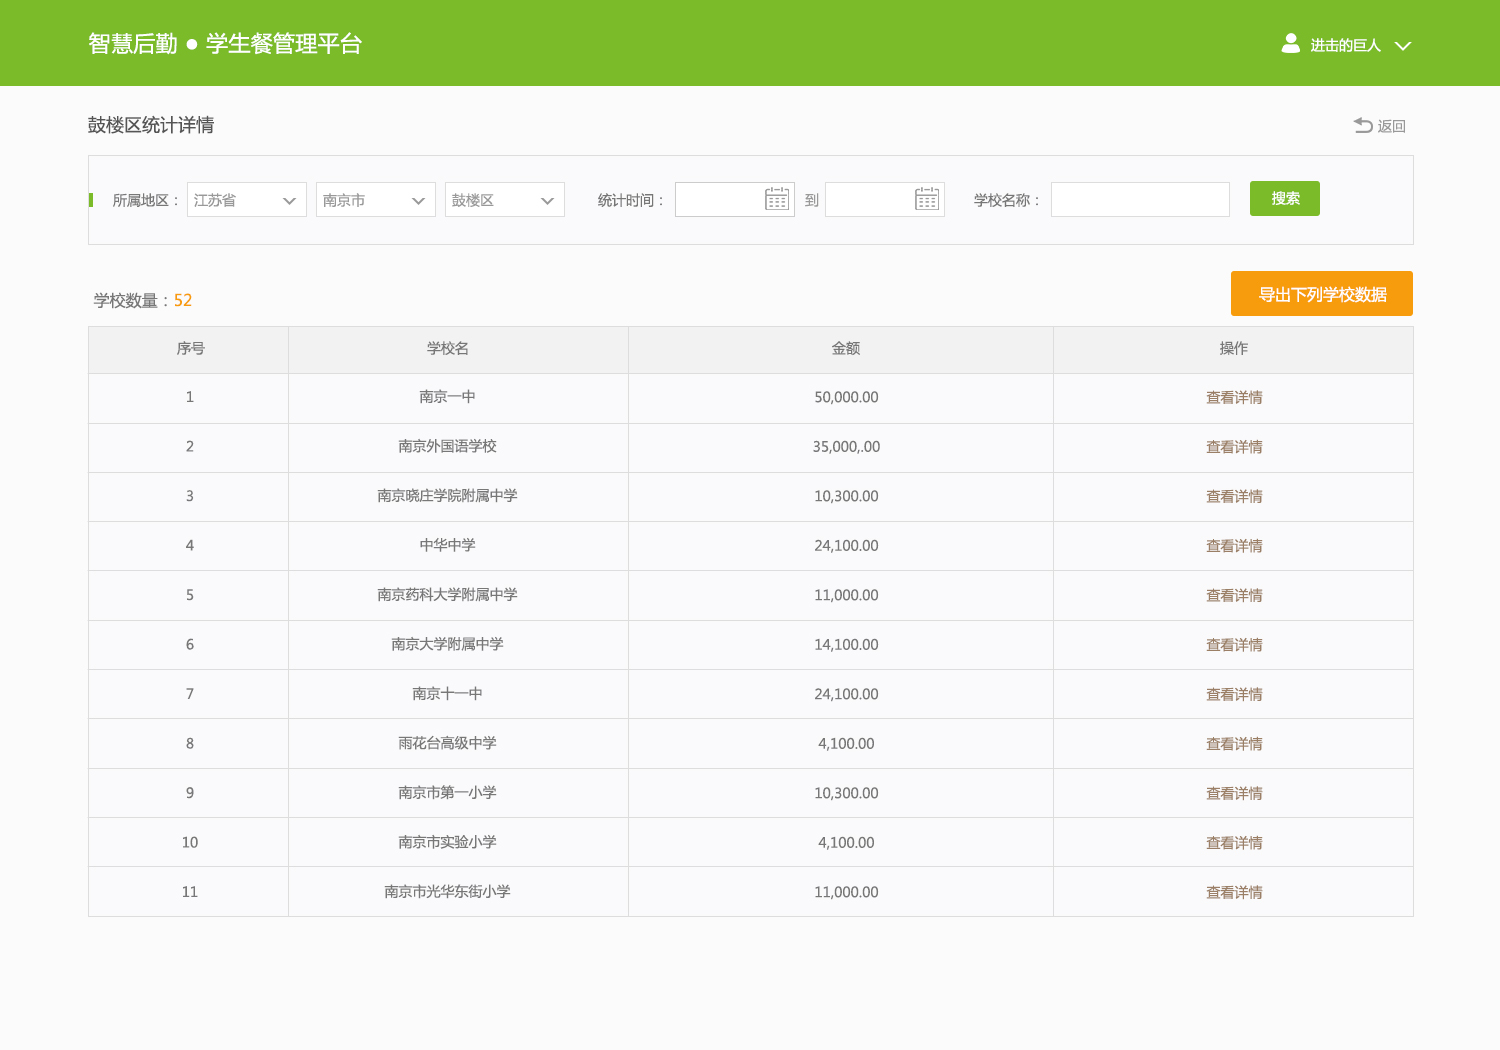 智慧后勤 ● 学生餐管理平台
进击的巨人
鼓楼区统计详情
返回
所属地区： 江苏省 南京市 鼓楼区 统计时间： 到 学校名称： 搜索
学校数量：52
导出下列学校数据
序号 学校名 金额 操作
1 南京一中 50,000.00 查看详情
2 南京外国语学校 35,000,.00 查看详情
3 南京晓庄学院附属中学 10,300.00 查看详情
4 中华中学 24,100.00 查看详情
5 南京药科大学附属中学 11,000.00 查看详情
6 南京大学附属中学 14,100.00 查看详情
7 南京十一中 24,100.00 查看详情
8 雨花台高级中学 4,100.00 查看详情
9 南京市第一小学 10,300.00 查看详情
10 南京市实验小学 4,100.00 查看详情
11 南京市光华东街小学 11,000.00 查看详情